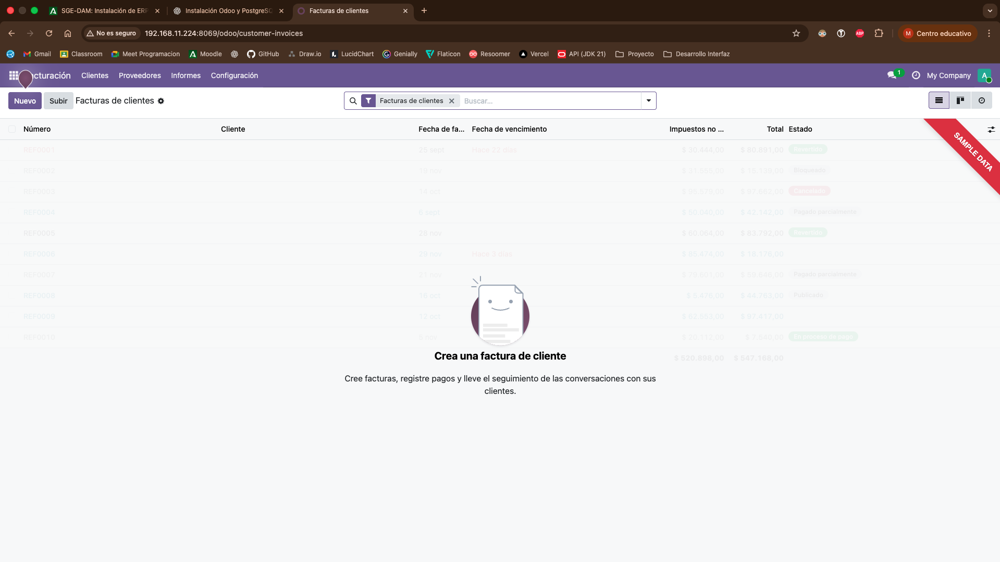 SGE-DAM: Instalación de ERP
Instalación Odoo y PostgreSQ
Facturas de clientes
No es seguro
192.168.11.224:8069/odoo/customer-invoices
ABP
M
Centro educativo
Gmail
Classroom
Meet Programacion
Moodle
GitHub
Draw.io
LucidChart
Genially
Flaticon
Resoomer
Vercel
API (JDK 21)
Proyecto
Desarrollo Interfaz
cturación
Clientes
Proveedores
Informes
Configuración
1
My Company
A
Nuevo
Subir
Facturas de clientes
Facturas de clientes
Buscar...
Número Cliente Fecha de fa... Fecha de vencimiento Impuestos no ... Total Estado
SAMPLE DATA
REF0001 25 sept Hace 22 días $ 30.444,00 $ 80.891,00 Revertido
REF0002 19 nov $ 31.555,00 $ 16.139,00 Bloqueado
REF0003 14 oct $ 95.579,00 $ 97.662,00 Cancelado
REF0004 6 sept $ 50.040,00 $ 42.142,00 Pagado parcialmente
REF0005 28 nov $ 60.064,00 $ 83.792,00 Revertido
REF0006 29 nov Hace 3 días $ 85.474,00 $ 18.176,00
REF0007 21 nov $ 79.601,00 $ 69.646,00 Pagado parcialmente
REF0008 16 oct $ 5.476,00 $ 44.763,00 Publicado
REF0009 12 oct $ 62.553,00 $ 97.417,00
REF0010 5 nov $ 20.112,00 $ 7.640,00 En proceso de pago
$ 520.898,00 $ 547.168,00
Crea una factura de cliente
Cree facturas, registre pagos y lleve el seguimiento de las conversaciones con sus
clientes.